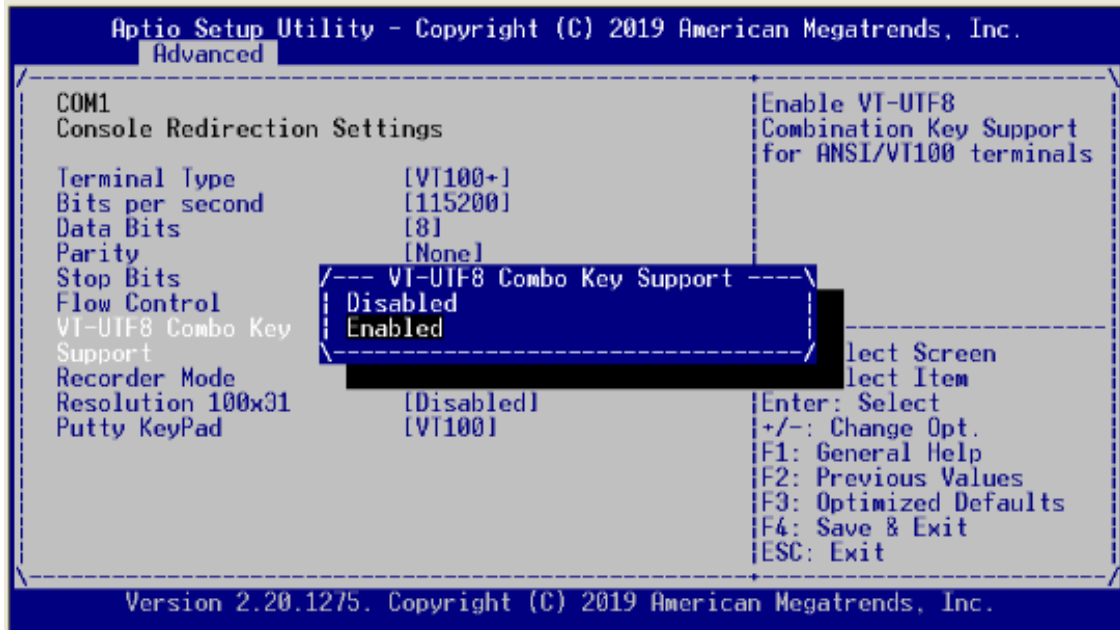 Aptio Setup Utility - Copyright (C) 2019 American Megatrends, Inc.
Advanced
COM1
Console Redirection Settings
Terminal Type [VT100+]
Bits per second [115200]
Data Bits [8]
Parity [None]
Stop Bits
Flow Control
VT-UTF8 Combo Key
Support
Recorder Mode
Resolution 100x31 [Disabled]
Putty KeyPad [VT100]
VT-UTF8 Combo Key Support
Disabled
Enabled
Enable VT-UTF8
Combination Key Support
for ANSI/VT100 terminals
lect Screen
lect Item
Enter: Select
+/-: Change Opt.
F1: General Help
F2: Previous Values
F3: Optimized Defaults
F4: Save & Exit
ESC: Exit
Version 2.20.1275. Copyright (C) 2019 American Megatrends, Inc.